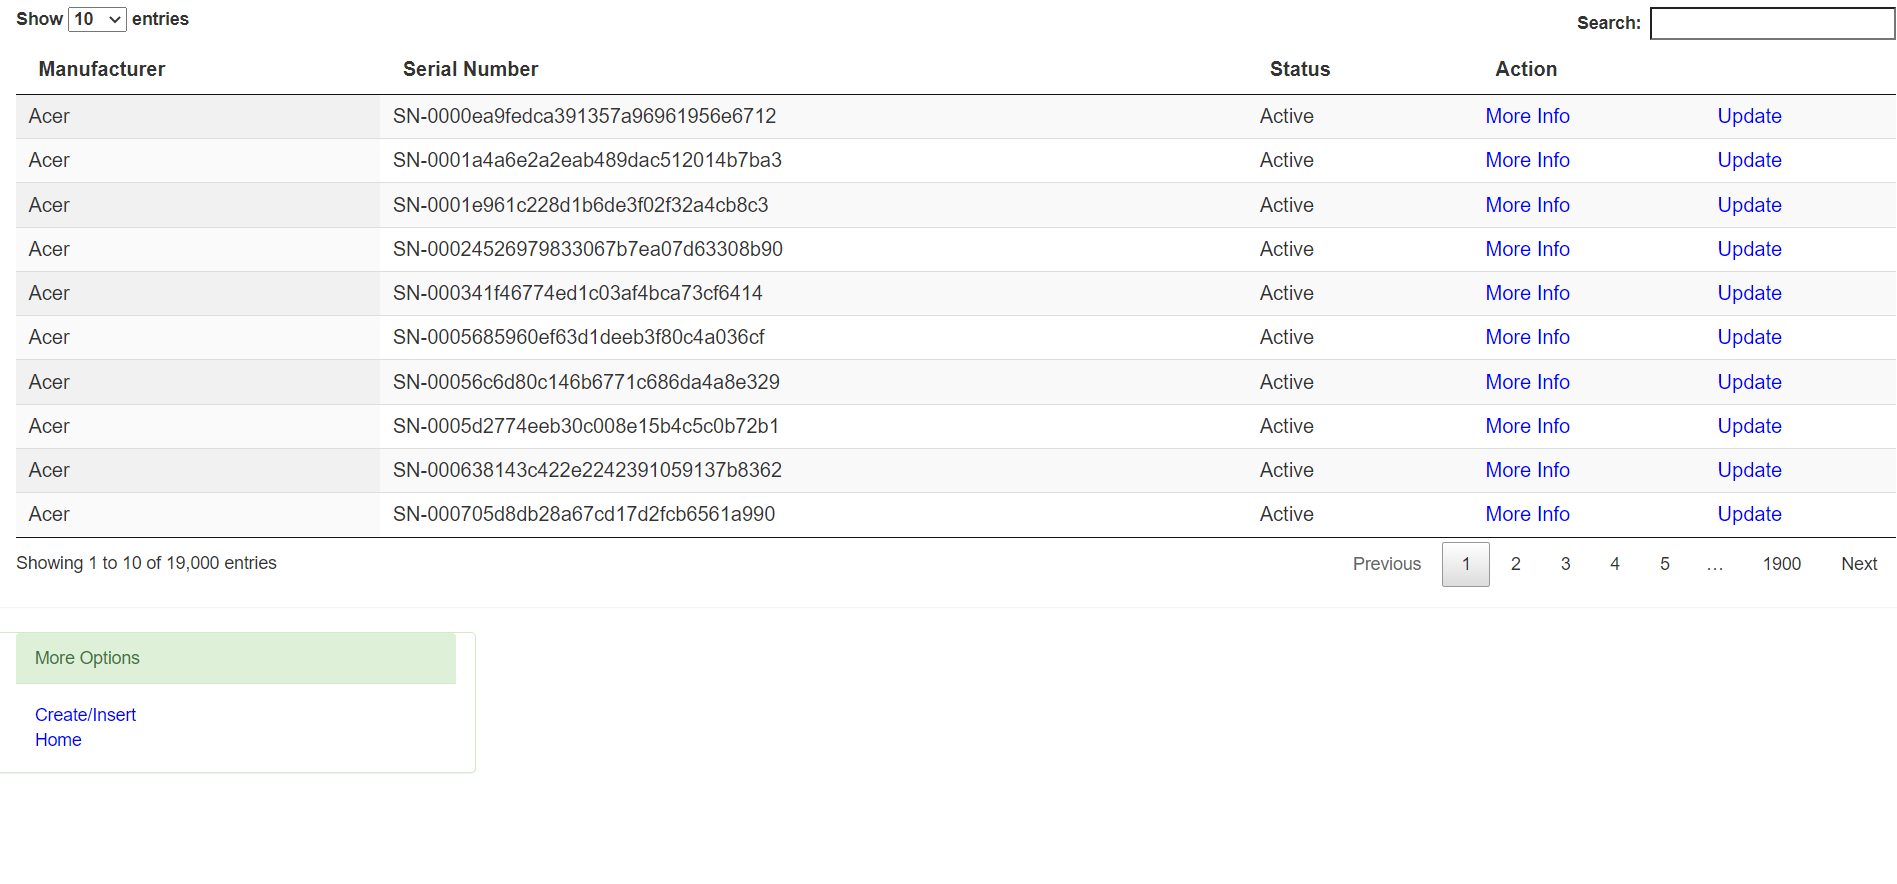 Show 10 entries Search:
Manufacturer Serial Number Status Action
Acer SN-0000ea9fedca391357a96961956e6712 Active More Info Update
Acer SN-0001a4a6e2a2eab489dac512014b7ba3 Active More Info Update
Acer SN-0001e961c228d1b6de3f02f32a4cb8c3 Active More Info Update
Acer SN-00024526979833067b7ea07d63308b90 Active More Info Update
Acer SN-000341f46774ed1c03af4bca73cf6414 Active More Info Update
Acer SN-0005685960ef63d1deeb3f80c4a036cf Active More Info Update
Acer SN-00056c6d80c146b6771c686da4a8e329 Active More Info Update
Acer SN-0005d2774eeb30c008e15b4c5c0b72b1 Active More Info Update
Acer SN-000638143c422e2242391059137b8362 Active More Info Update
Acer SN-000705d8db28a67cd17d2fcb6561a990 Active More Info Update
Showing 1 to 10 of 19,000 entries Previous 1 2 3 4 5 … 1900 Next
More Options
Create/Insert
Home